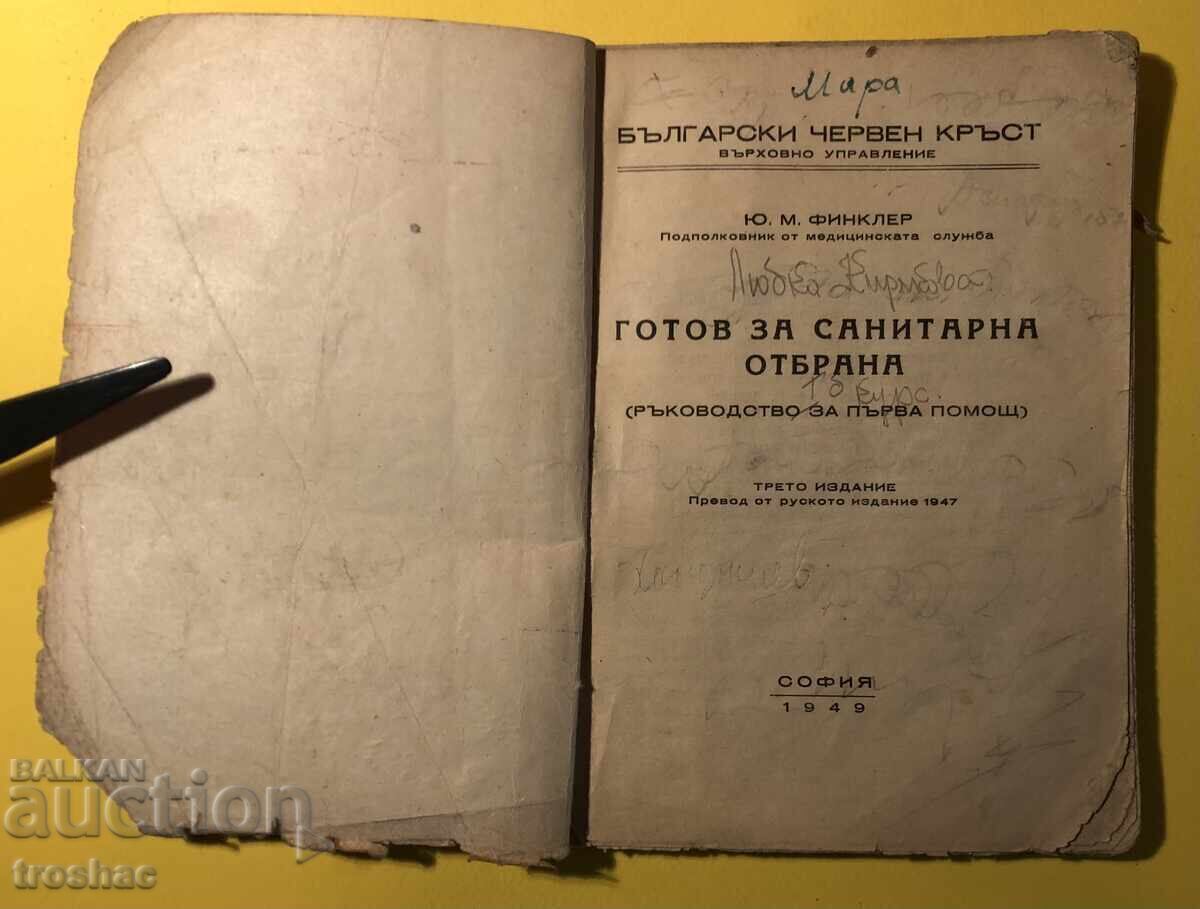 Мара
БЪЛГАРСКИ ЧЕРВЕН КРЪСТ
ВЪРХОВНО УПРАВЛЕНИЕ
Ю. М. ФИНКЛЕР
Подполковник от медицинската служба
Любка
ГОТОВ ЗА САНИТАРНА
ОТБРАНА
1б курс.
(РЪКОВОДСТВО ЗА ПЪРВА ПОМОЩ)
ТРЕТО ИЗДАНИЕ
Превод от руското издание 1947
СОФИЯ
1949
BALKAN
auction
troshac